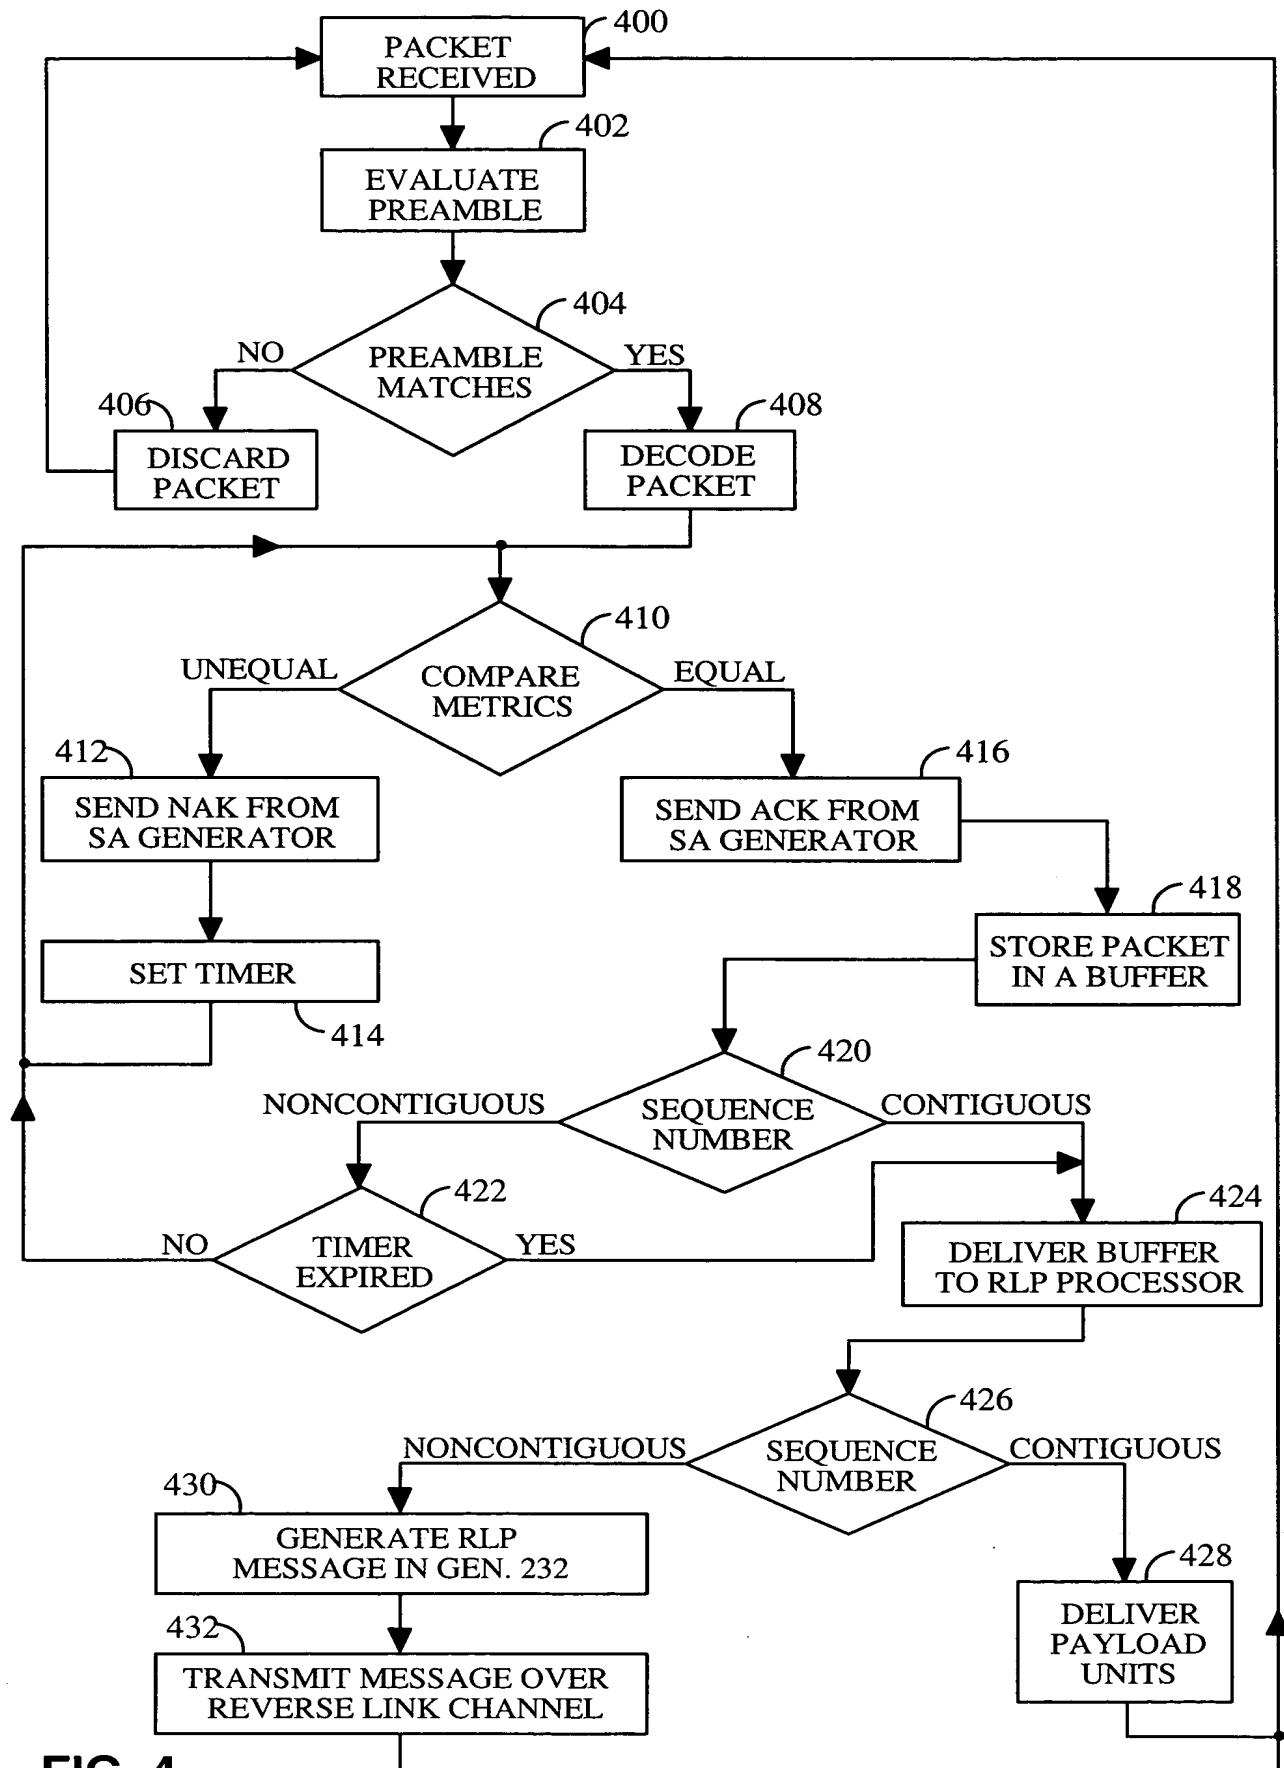 400
PACKET
RECEIVED
402
EVALUATE
PREAMBLE
404
NO
PREAMBLE
MATCHES
YES
406
DISCARD
PACKET
408
DECODE
PACKET
410
UNEQUAL
COMPARE
METRICS
EQUAL
412
SEND NAK FROM
SA GENERATOR
416
SEND ACK FROM
SA GENERATOR
418
STORE PACKET
IN A BUFFER
SET TIMER
414
420
NONCONTIGUOUS
SEQUENCE
NUMBER
CONTIGUOUS
422
NO
TIMER
EXPIRED
YES
424
DELIVER BUFFER
TO RLP PROCESSOR
426
NONCONTIGUOUS
SEQUENCE
NUMBER
CONTIGUOUS
430
GENERATE RLP
MESSAGE IN GEN. 232
428
DELIVER
PAYLOAD
UNITS
432
TRANSMIT MESSAGE OVER
REVERSE LINK CHANNEL
FIG. 4